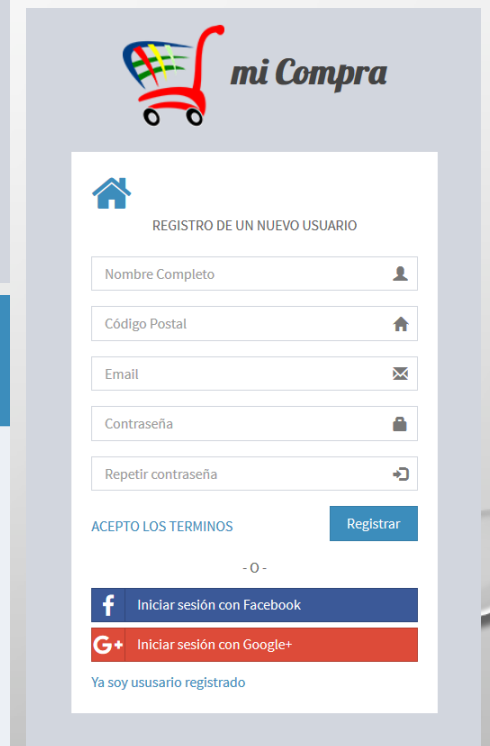 mi Compra
REGISTRO DE UN NUEVO USUARIO
Nombre Completo
Código Postal
Email
Contraseña
Repetir contraseña
ACEPTO LOS TERMINOS
Registrar
- O -
f Iniciar sesión con Facebook
G+ Iniciar sesión con Google+
Ya soy ususario registrado